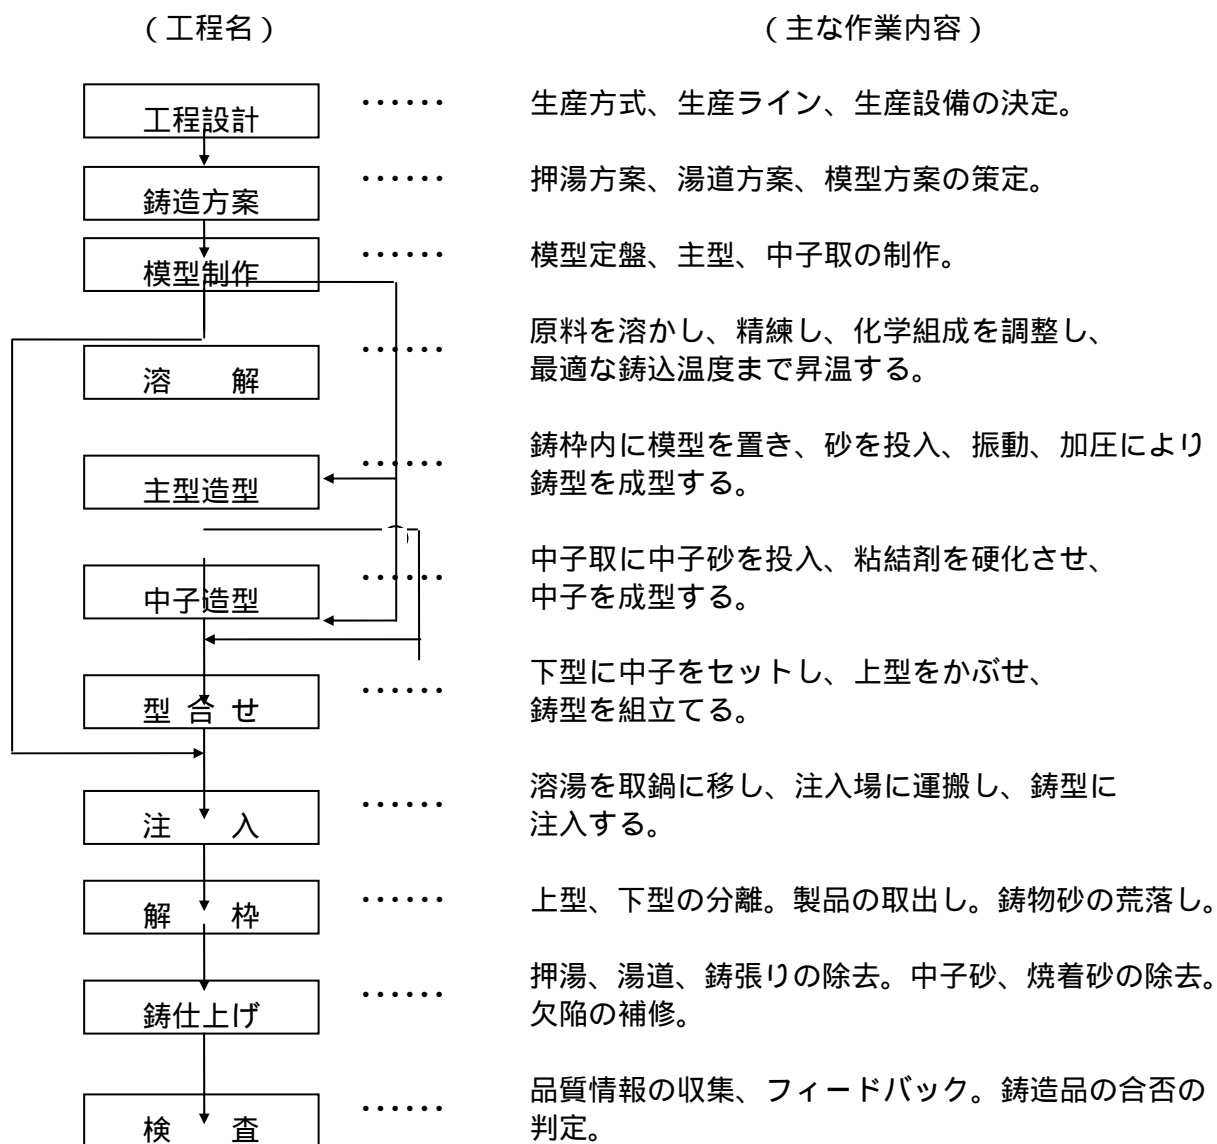 （工程名） （主な作業内容）
工程設計 ・・・・・・ 生産方式、生産ライン、生産設備の決定。
鋳造方案 ・・・・・・ 押湯方案、湯道方案、模型方案の策定。
模型制作 ・・・・・・ 模型定盤、主型、中子取の制作。
溶　　解 ・・・・・・ 原料を溶かし、精練し、化学組成を調整し、
最適な鋳込温度まで昇温する。
主型造型 ・・・・・・ 鋳枠内に模型を置き、砂を投入、振動、加圧により
鋳型を成型する。
中子造型 ・・・・・・ 中子取に中子砂を投入、粘結剤を硬化させ、
中子を成型する。
型 合 せ ・・・・・・ 下型に中子をセットし、上型をかぶせ、
鋳型を組立てる。
注　　入 ・・・・・・ 溶湯を取鍋に移し、注入場に運搬し、鋳型に
注入する。
解　　枠 ・・・・・・ 上型、下型の分離。製品の取出し。鋳物砂の荒落し。
鋳仕上げ ・・・・・・ 押湯、湯道、鋳張りの除去。中子砂、焼着砂の除去。
欠陥の補修。
検　　査 ・・・・・・ 品質情報の収集、フィードバック。鋳造品の合否の
判定。